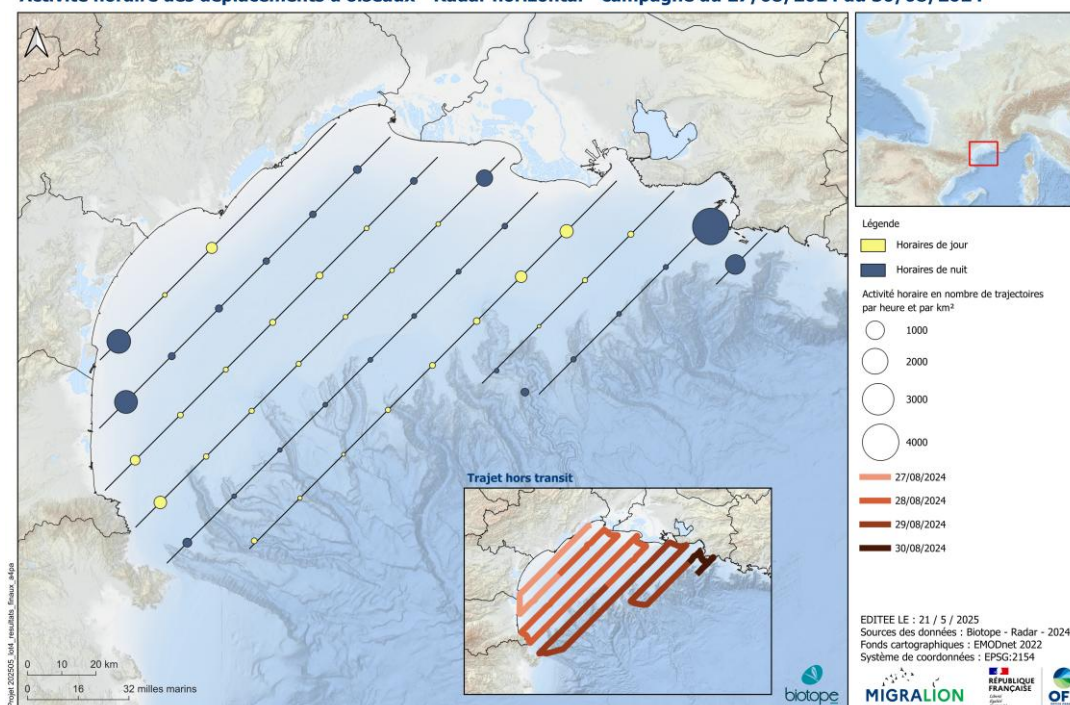 Activité horaire des déplacements d'oiseaux - Radar horizontal - Campagne du 27/08/2024 au 30/08/2024
Légende
Horaires de jour
Horaires de nuit
Activité horaire en nombre de trajectoires
par heure et par km²
1000
2000
3000
4000
27/08/2024
28/08/2024
29/08/2024
30/08/2024
Trajet hors transit
EDITEE LE : 21 / 5 / 2025
Sources des données : Biotope - Radar - 2024
Fonds cartographiques : EMODnet 2022
Système de coordonnées : EPSG:2154
0 10 20 km
0 16 32 milles marins
Projet 202505_lot4_resultats_finaux_a4pa
biotope
MIGRALION
RÉPUBLIQUE
FRANÇAISE
Liberté
Égalité
OF